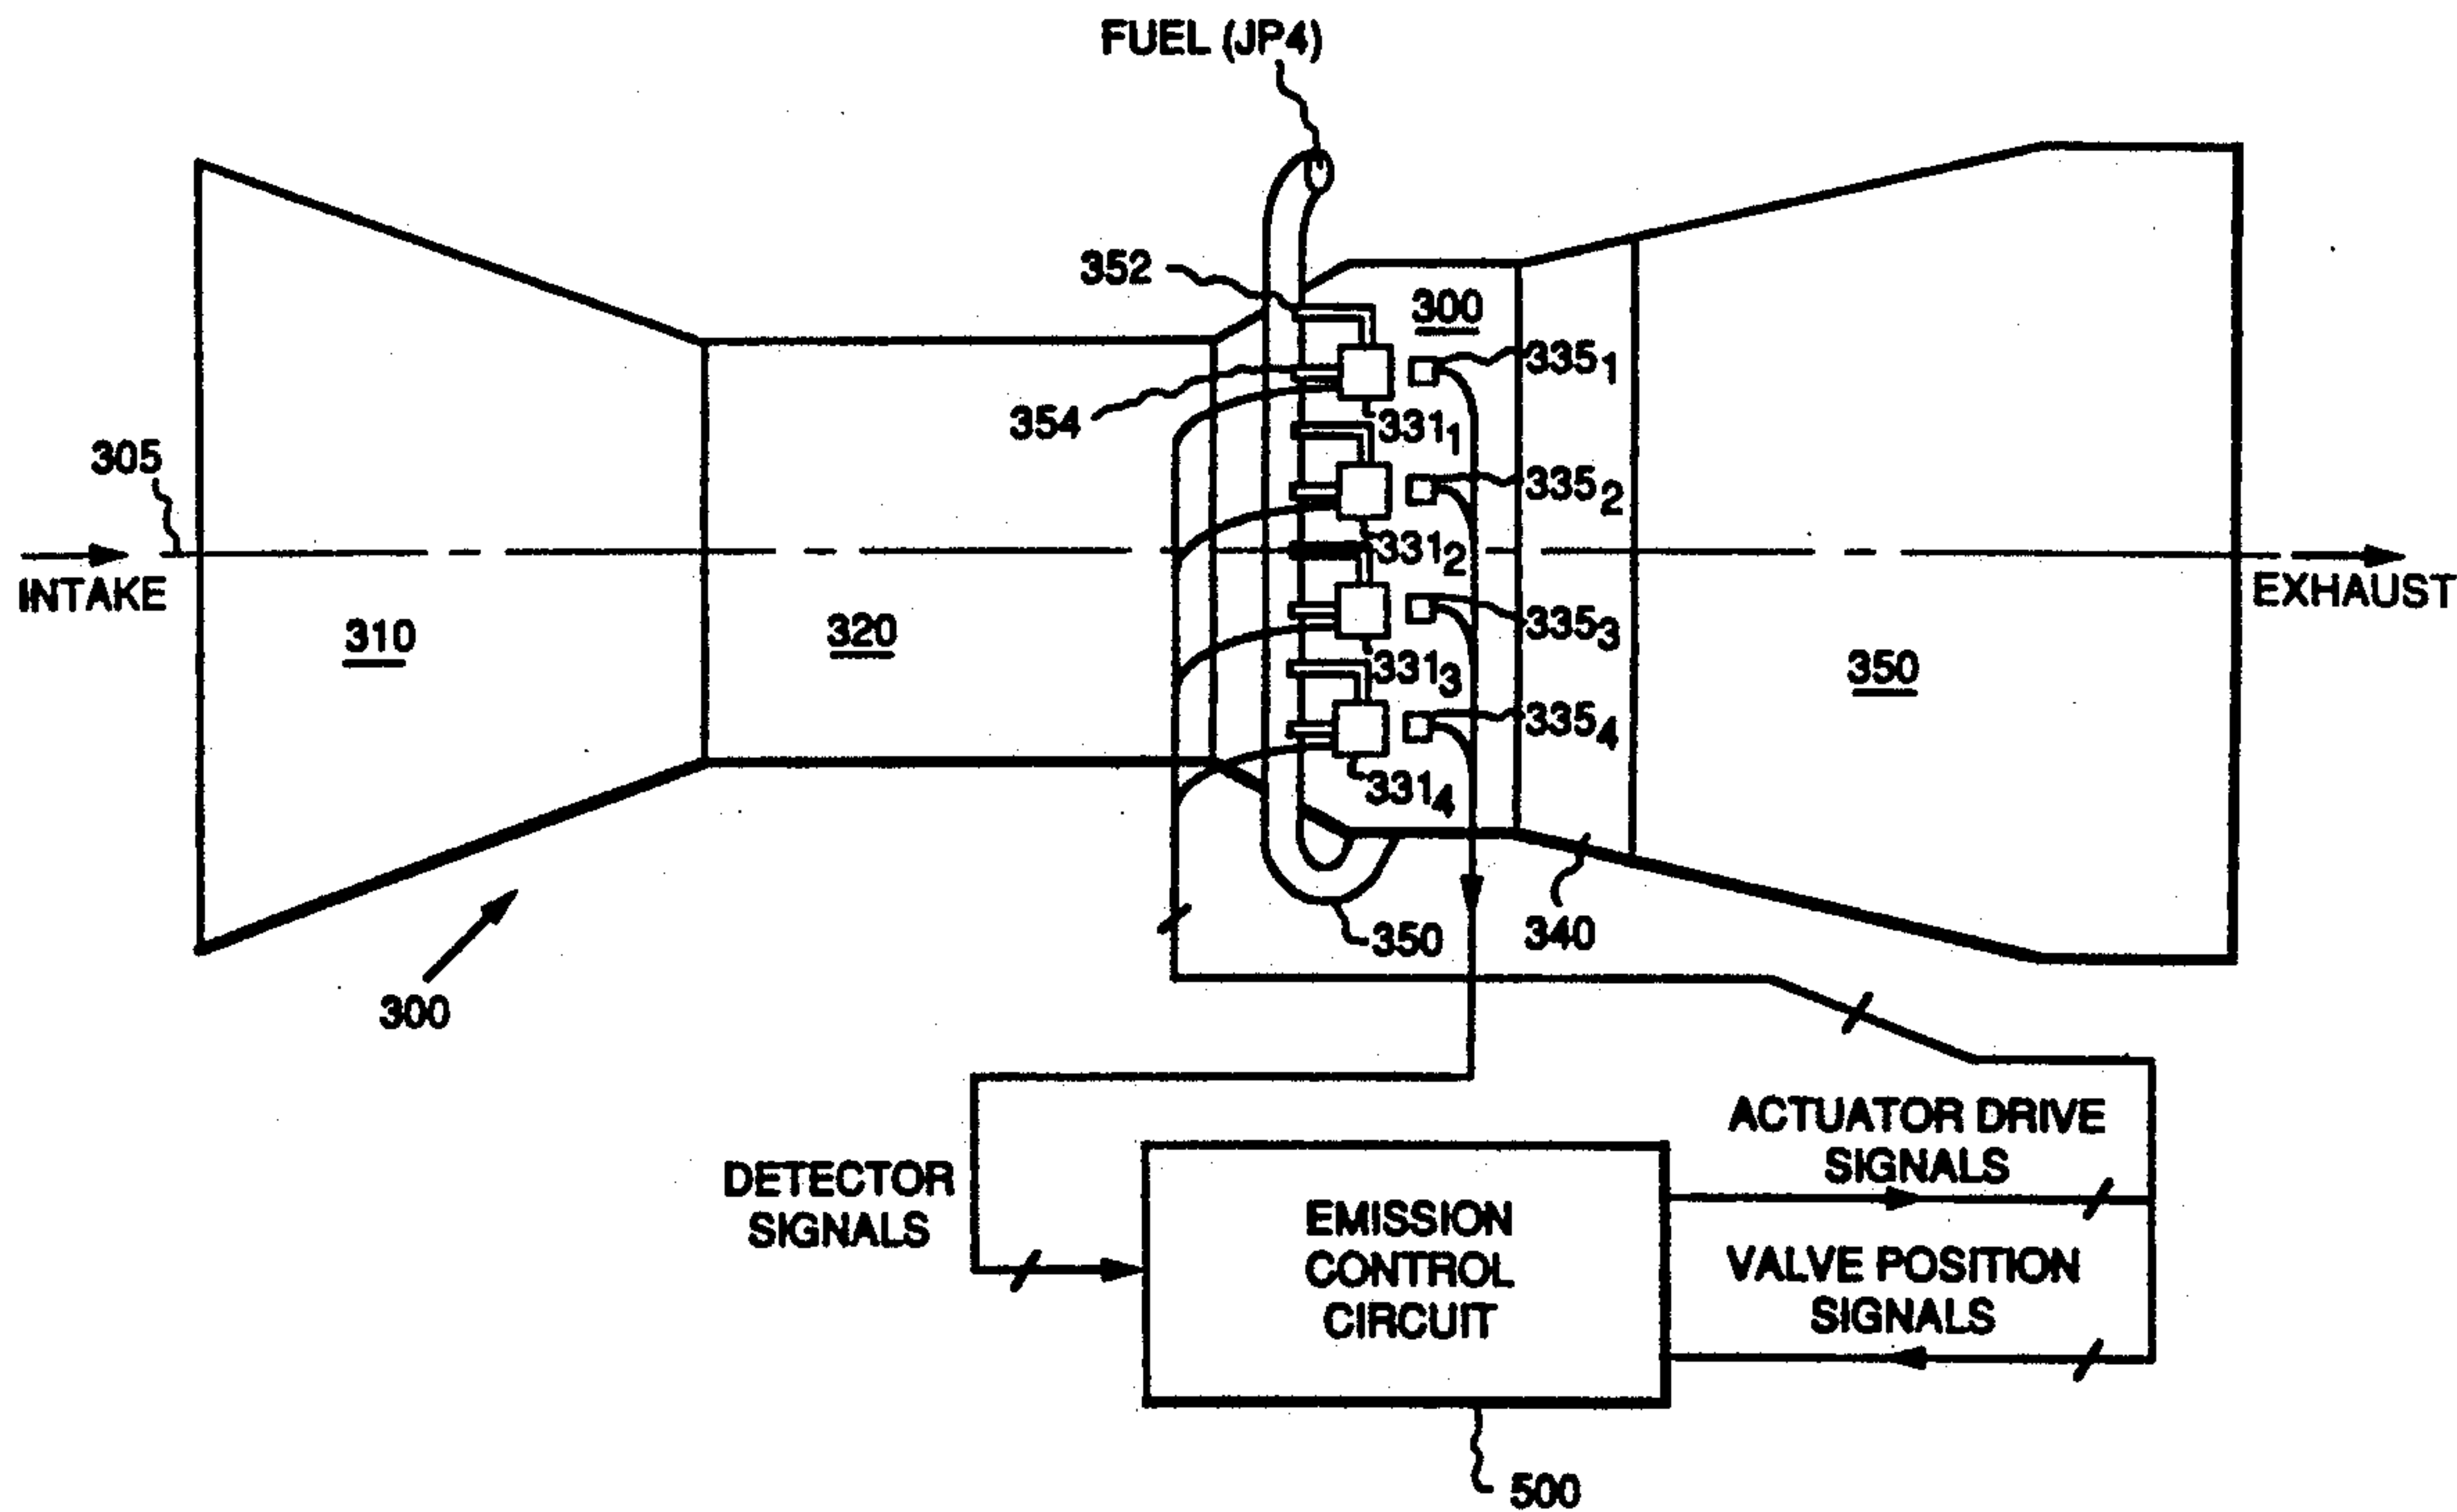 FUEL (JP4)
352
300
335₁
354
331₁
305
335₂
331₂
INTAKE
EXHAUST
310
320
335₃
331₃
350
335₄
331₄
350
340
300
ACTUATOR DRIVE
SIGNALS
DETECTOR
SIGNALS
EMISSION
CONTROL
CIRCUIT
VALVE POSITION
SIGNALS
500